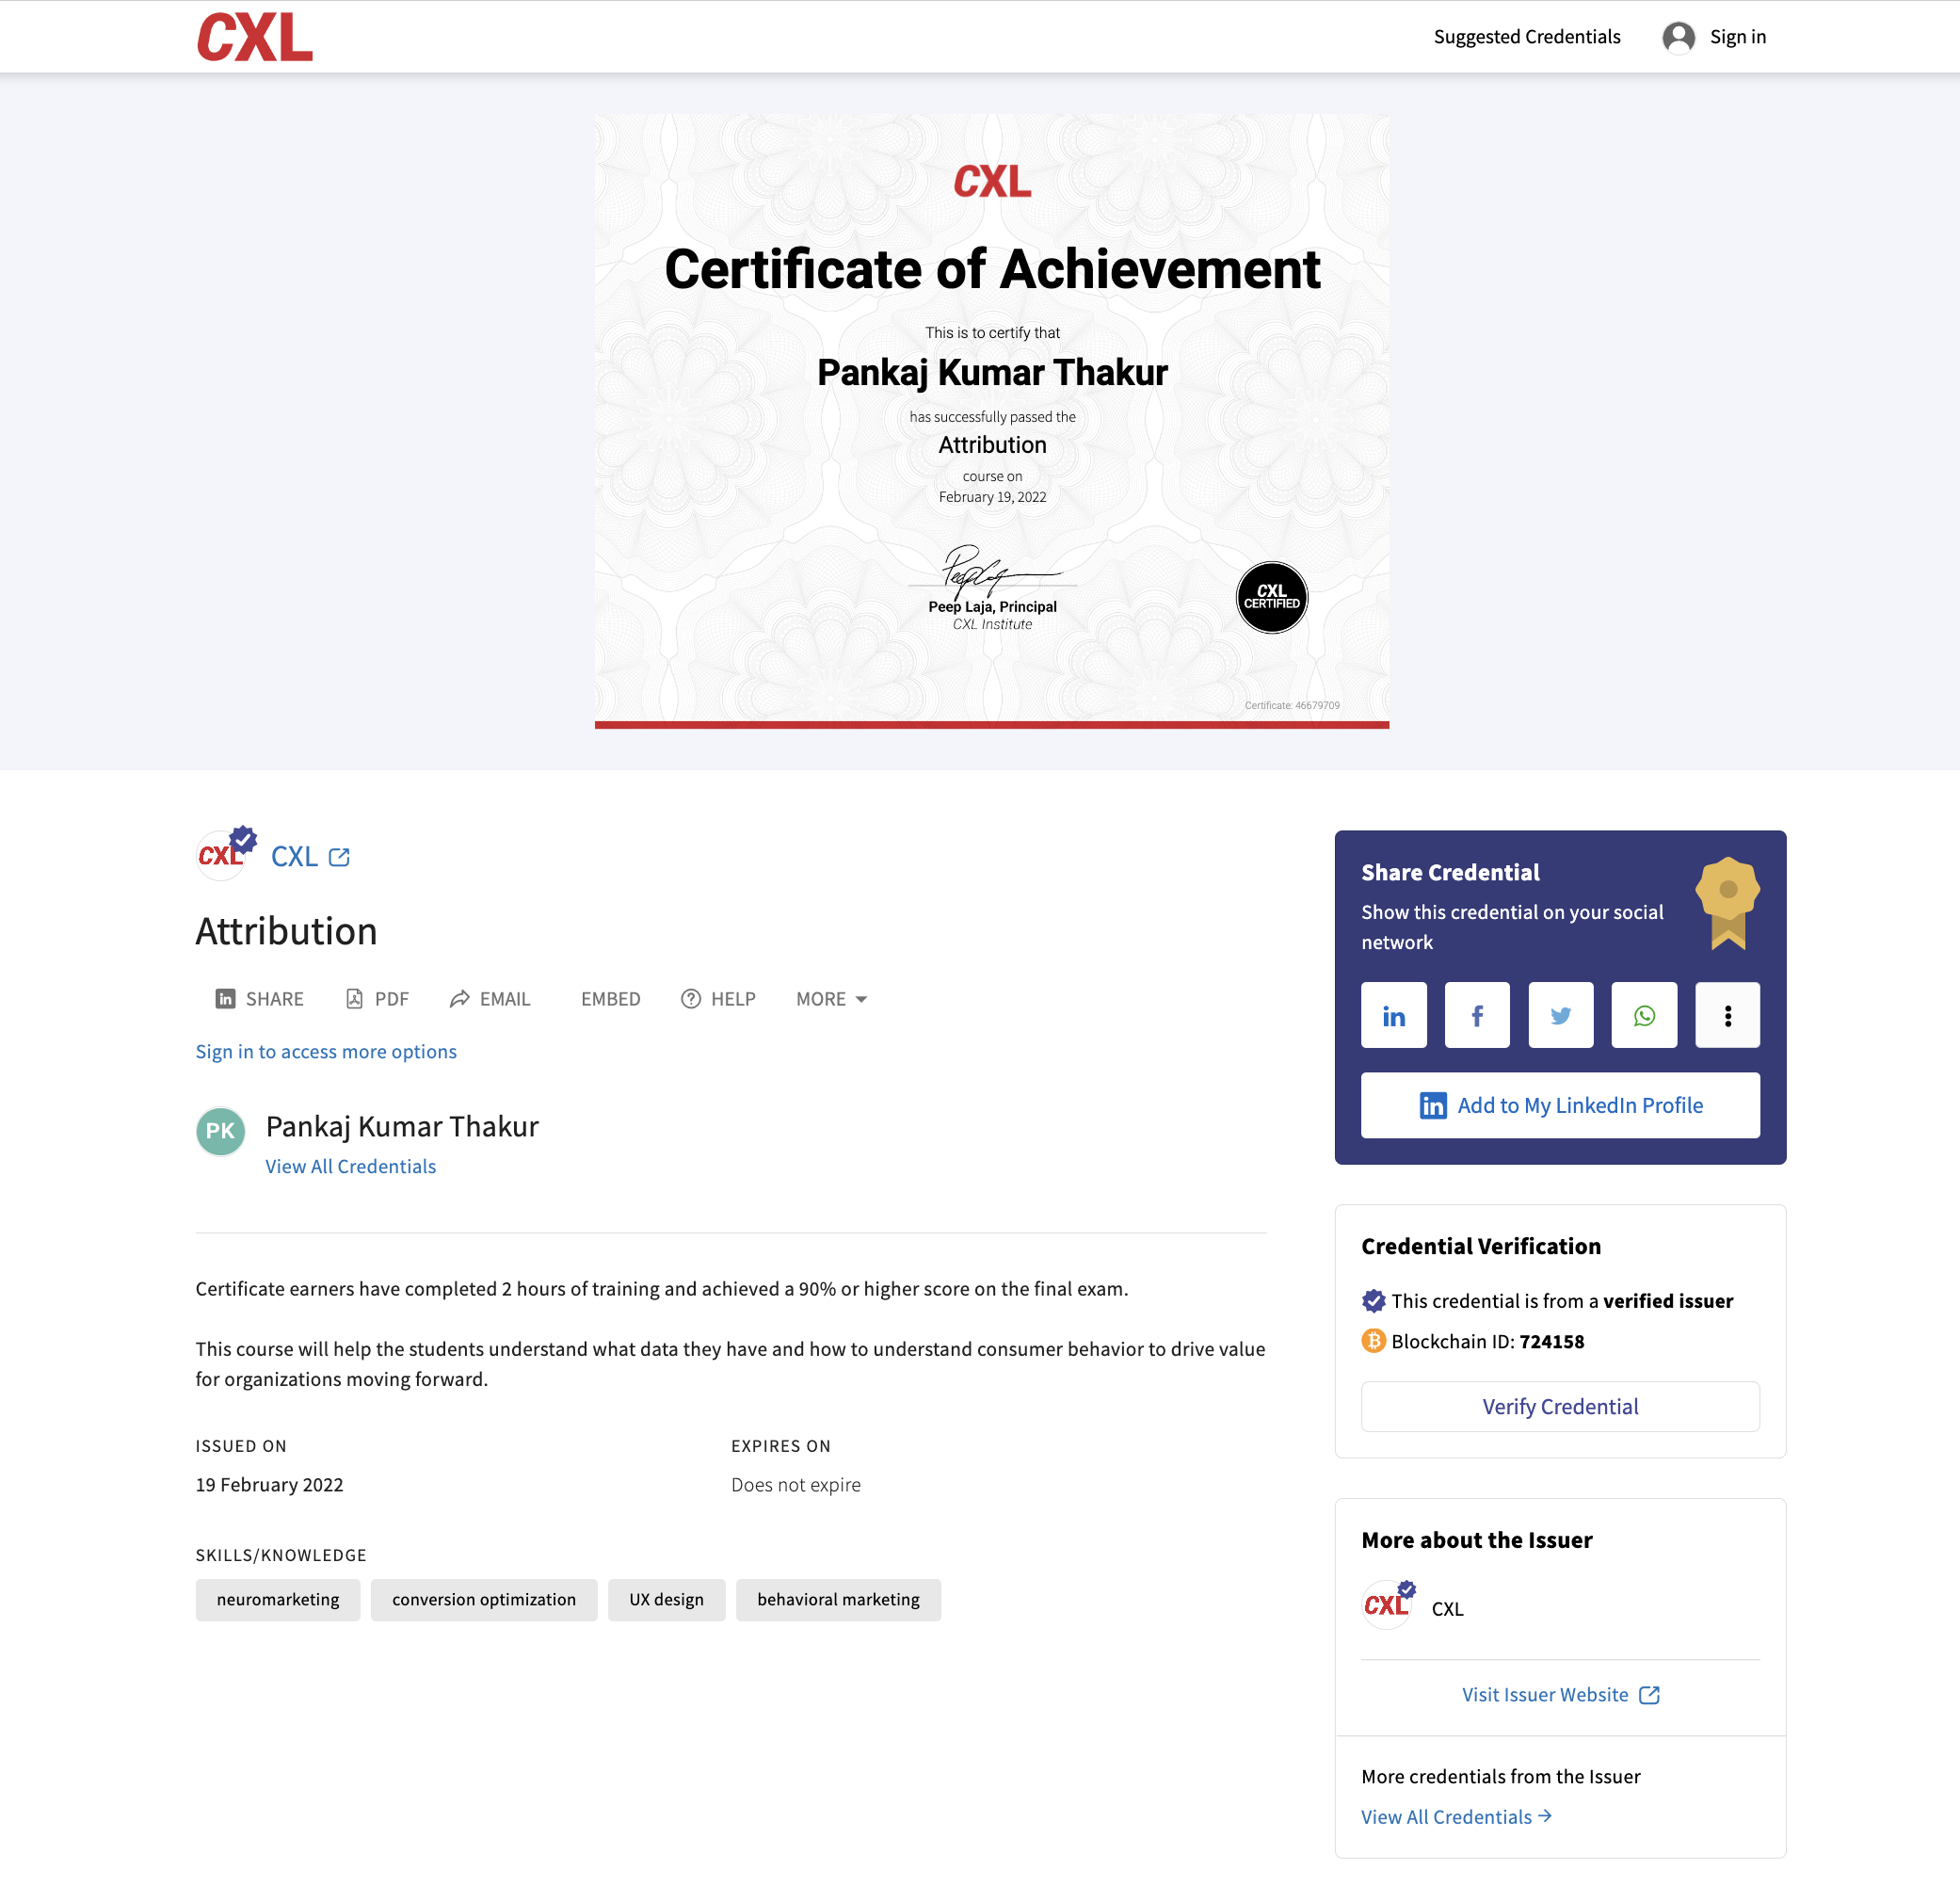 CXL
Suggested Credentials
Sign in
CXL
Certificate of Achievement
This is to certify that
Pankaj Kumar Thakur
has successfully passed the
Attribution
course on
February 19, 2022
Peep Laja, Principal
CXL Institute
CXL
CERTIFIED
Certificate: 46679709
CXL
CXL
Attribution
SHARE
PDF
EMAIL
EMBED
HELP
MORE
Sign in to access more options
PK
Pankaj Kumar Thakur
View All Credentials
Certificate earners have completed 2 hours of training and achieved a 90% or higher score on the final exam.
This course will help the students understand what data they have and how to understand consumer behavior to drive value
for organizations moving forward.
ISSUED ON
19 February 2022
EXPIRES ON
Does not expire
SKILLS/KNOWLEDGE
neuromarketing
conversion optimization
UX design
behavioral marketing
Share Credential
Show this credential on your social
network
Add to My LinkedIn Profile
Credential Verification
This credential is from a verified issuer
Blockchain ID: 724158
Verify Credential
More about the Issuer
CXL
CXL
Visit Issuer Website
More credentials from the Issuer
View All Credentials